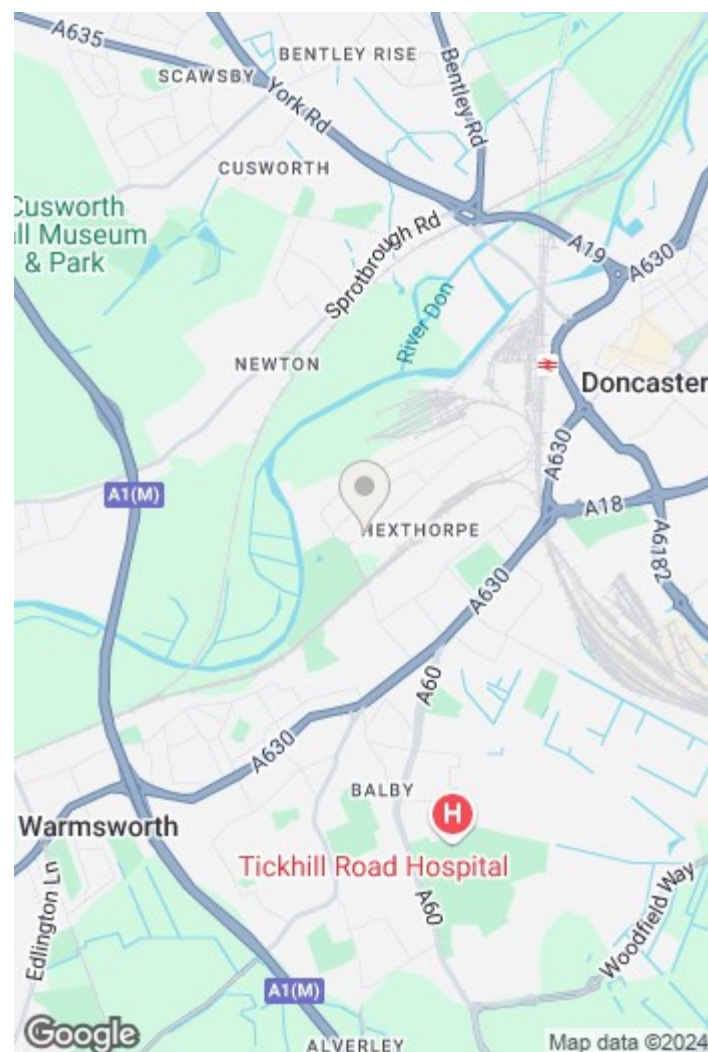 A635
BENTLEY RISE
SCAWSBY
York Rd
Bentley Rd
CUSWORTH
Cusworth
all Museum
& Park
Sprotbrough Rd
A19
A630
River Don
NEWTON
Doncaster
A630
A1(M)
A18
HEXTHORPE
A6182
A630
A60
A630
BALBY
H
Warmsworth
Tickhill Road Hospital
Edlington Ln
A60
Woodfield Way
A1(M)
Google
ALVERLEY
Map data ©2024